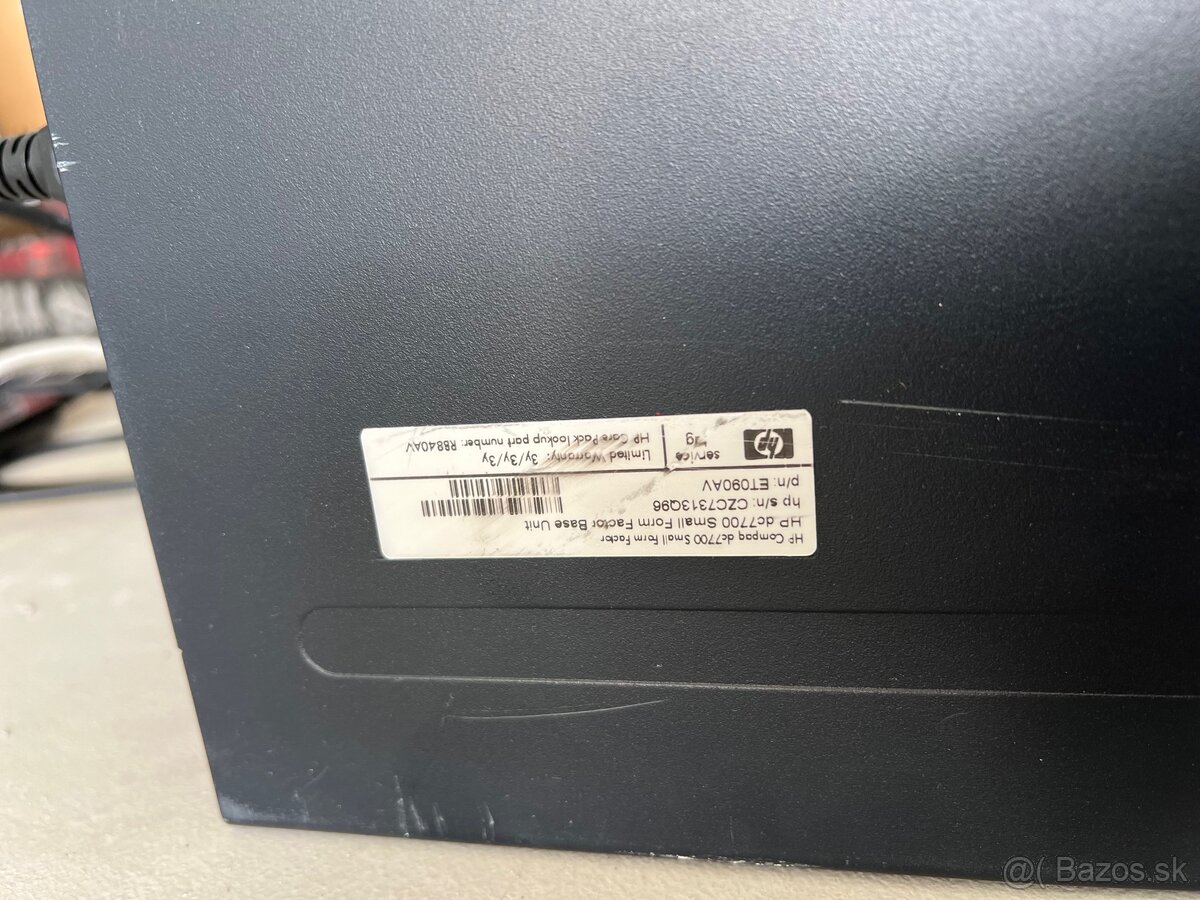 HP Compaq dc7700 Small Form Factor
HP dc7700 Small Form Factor Base Unit
hp s/n: CZC7313Q96
p/n: ET090AV
hp
service
Limited Warranty: 3y/3y/3y
HP Care Pack lookup part number: RB840AV
@( Bazos.sk